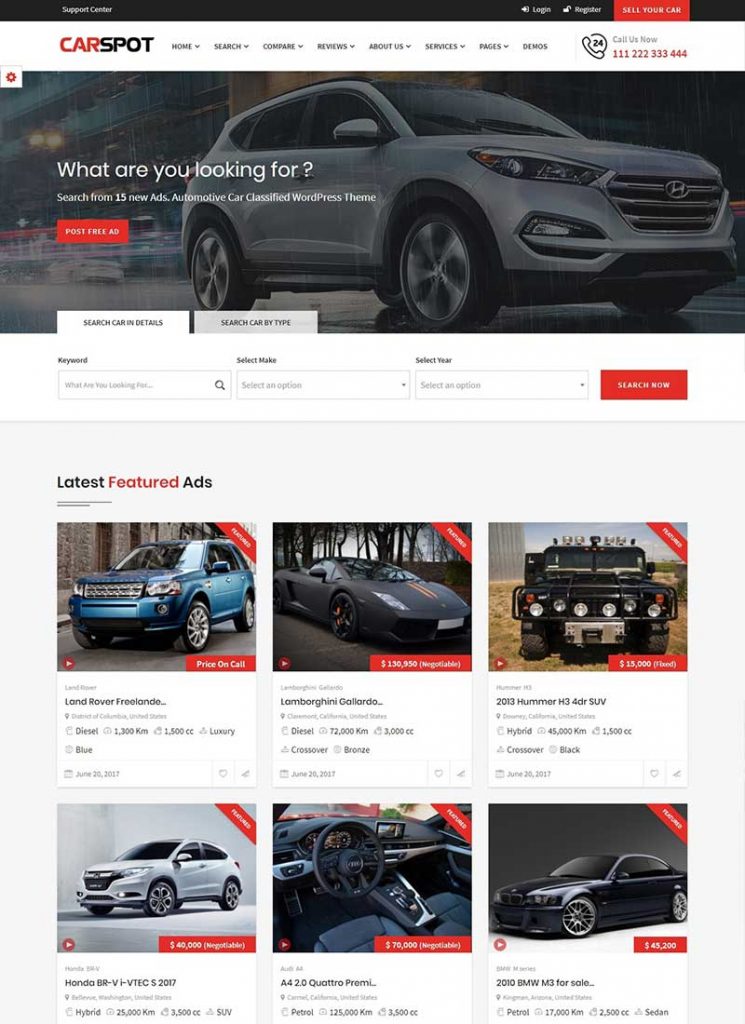 Support Center
Login
Register
SELL YOUR CAR
CARSPOT
HOME
SEARCH
COMPARE
REVIEWS
ABOUT US
SERVICES
PAGES
DEMOS
24
Call Us Now
111 222 333 444
What are you looking for ?
Search from 15 new Ads. Automotive Car Classified WordPress Theme
POST FREE AD
SEARCH CAR IN DETAILS
SEARCH CAR BY TYPE
Keyword
Select Make
Select Year
What Are You Looking For...
Select an option
Select an option
SEARCH NOW
Latest Featured Ads
FEATURED
Price On Call
Land Rover
Land Rover Freelande...
District of Columbia, United States
Diesel 1,300 Km 1,500 cc Luxury
Blue
June 20, 2017
FEATURED
$ 130,950 (Negotiable)
Lamborghini Gallardo
Lamborghini Gallardo...
Claremont, California, United States
Diesel 72,000 Km 3,000 cc
Crossover Bronze
June 20, 2017
FEATURED
$ 15,000 (Fixed)
Hummer H3
2013 Hummer H3 4dr SUV
Downey, California, United States
Hybrid 45,000 Km 1,500 cc
Crossover Black
June 20, 2017
FEATURED
$ 40,000 (Negotiable)
Honda BR-V
Honda BR-V i-VTEC S 2017
Bellevue, Washington, United States
Hybrid 25,000 Km 3,500 cc SUV
FEATURED
$ 70,000 (Negotiable)
Audi A4
A4 2.0 Quattro Premi...
Carmel, California, United States
Petrol 125,000 Km 3,500 cc
FEATURED
$ 45,200
BMW M series
2010 BMW M3 for sale...
Kingman, Arizona, United States
Petrol 17,000 Km 2,500 cc Sedan